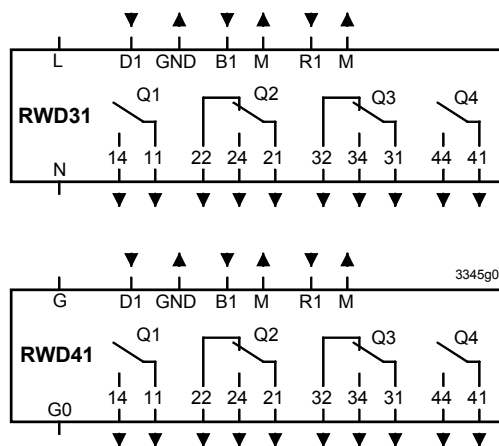 L D1 GND B1 M R1 M
Q1 Q2 Q3 Q4
RWD31
14 11 22 24 21 32 34 31 44 41
N
3345g0
G D1 GND B1 M R1 M
Q1 Q2 Q3 Q4
RWD41
14 11 22 24 21 32 34 31 44 41
G0